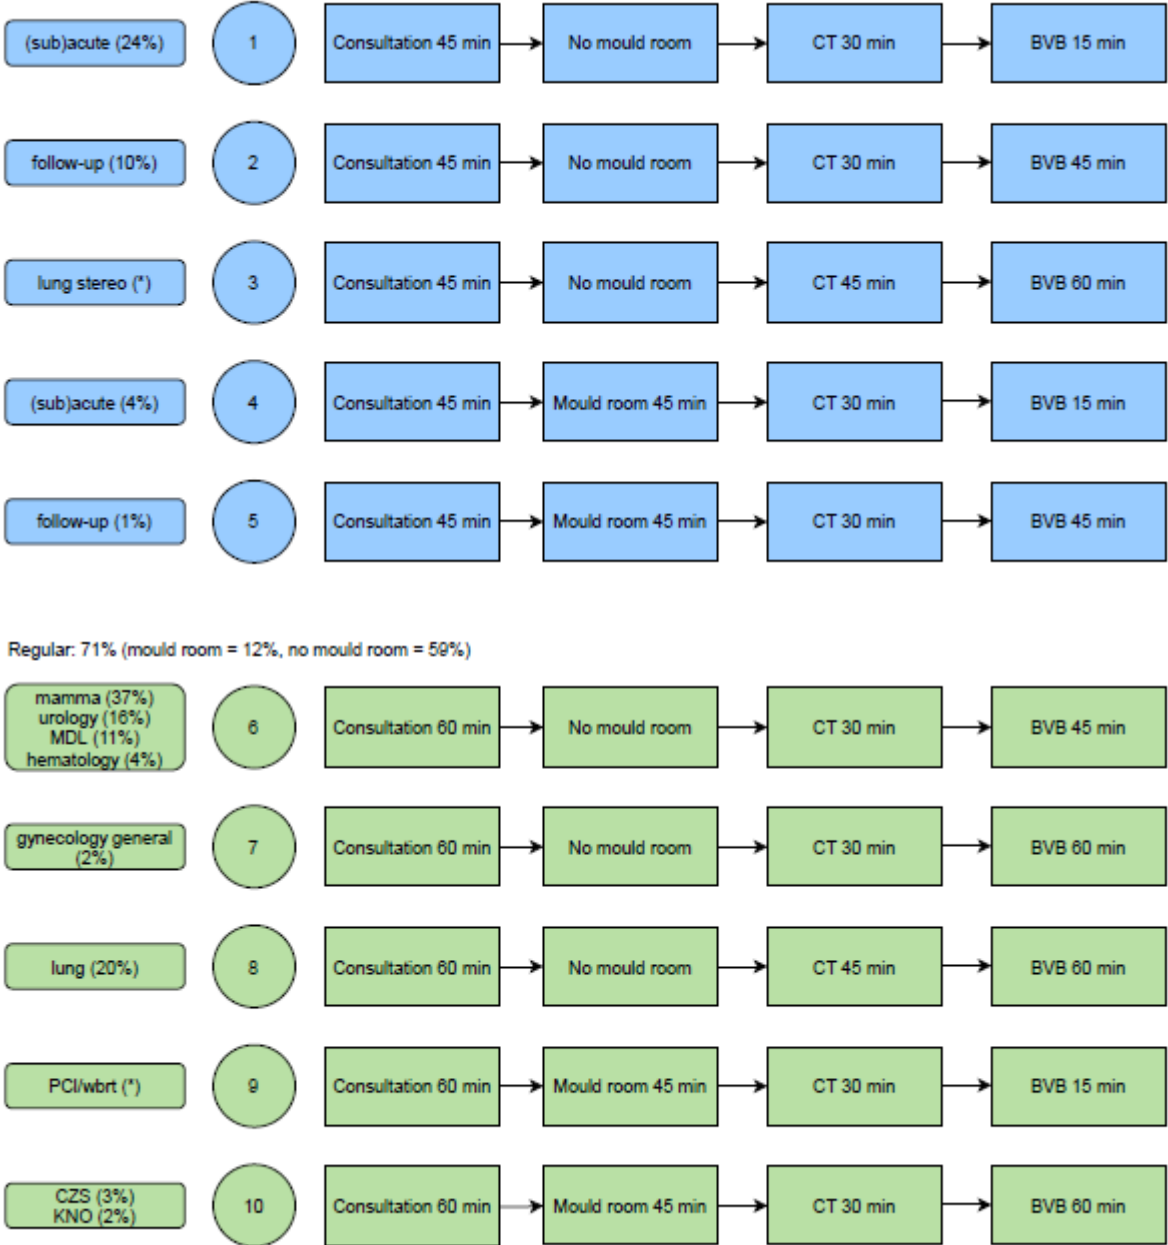 (sub)acute (24%)
1
Consultation 45 min
No mould room
CT 30 min
BVB 15 min
follow-up (10%)
2
Consultation 45 min
No mould room
CT 30 min
BVB 45 min
lung stereo (*)
3
Consultation 45 min
No mould room
CT 45 min
BVB 60 min
(sub)acute (4%)
4
Consultation 45 min
Mould room 45 min
CT 30 min
BVB 15 min
follow-up (1%)
5
Consultation 45 min
Mould room 45 min
CT 30 min
BVB 45 min
Regular: 71% (mould room = 12%, no mould room = 59%)
mamma (37%)
urology (16%)
MDL (11%)
hematology (4%)
6
Consultation 60 min
No mould room
CT 30 min
BVB 45 min
gynecology general
(2%)
7
Consultation 60 min
No mould room
CT 30 min
BVB 60 min
lung (20%)
8
Consultation 60 min
No mould room
CT 45 min
BVB 60 min
PCI/wbrt (*)
9
Consultation 60 min
Mould room 45 min
CT 30 min
BVB 15 min
CZS (3%)
KNO (2%)
10
Consultation 60 min
Mould room 45 min
CT 30 min
BVB 60 min